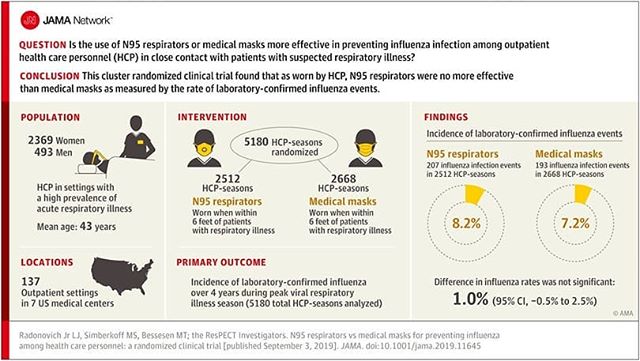 JAMA Network™
QUESTION Is the use of N95 respirators or medical masks more effective in preventing influenza infection among outpatient
health care personnel (HCP) in close contact with patients with suspected respiratory illness?
CONCLUSION This cluster randomized clinical trial found that as worn by HCP, N95 respirators were no more effective
than medical masks as measured by the rate of laboratory-confirmed influenza events.
POPULATION
2369 Women
493 Men
HCP in settings with
a high prevalence of
acute respiratory illness
Mean age: 43 years
LOCATIONS
137
Outpatient settings
in 7 US medical centers
INTERVENTION
5180 HCP-seasons
randomized
2512
HCP-seasons
N95 respirators
Worn when within
6 feet of patients
with respiratory illness
2668
HCP-seasons
Medical masks
Worn when within
6 feet of patients
with respiratory illness
PRIMARY OUTCOME
Incidence of laboratory-confirmed influenza
over 4 years during peak viral respiratory
illness season (5180 total HCP-seasons analyzed)
FINDINGS
Incidence of laboratory-confirmed influenza events
N95 respirators
207 influenza infection events
in 2512 HCP-seasons
8.2%
Medical masks
193 influenza infection events
in 2668 HCP-seasons
7.2%
Difference in influenza rates was not significant:
1.0% (95% CI, −0.5% to 2.5%)
© AMA
Radonovich Jr LJ, Simberkoff MS, Bessesen MT; the ResPECT Investigators. N95 respirators vs medical masks for preventing influenza
among health care personnel: a randomized clinical trial [published September 3, 2019]. JAMA. doi:10.1001/jama.2019.11645